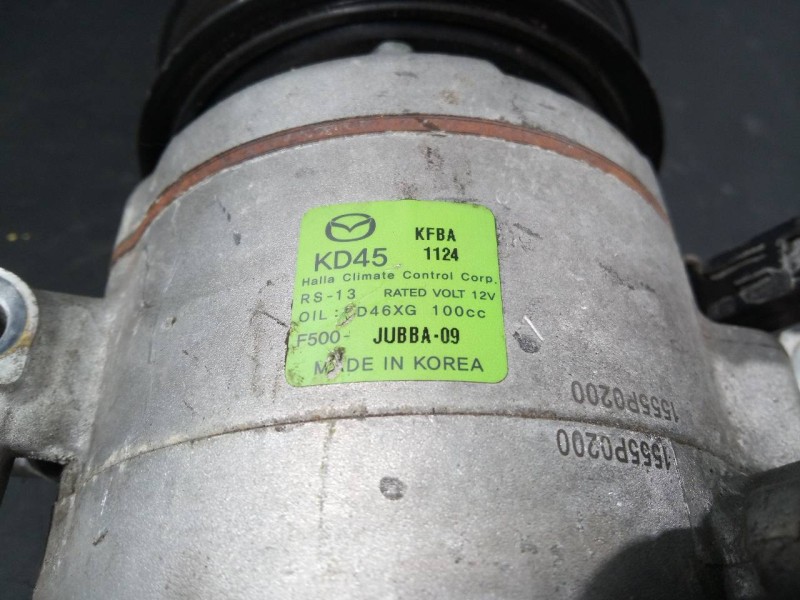 KD45 KFBA
1124
Halla Climate Control Corp.
RS-13 RATED VOLT 12V
OIL : D46XG 100cc
F500- JUBBA-09
MADE IN KOREA
1555P0200
1555P0200